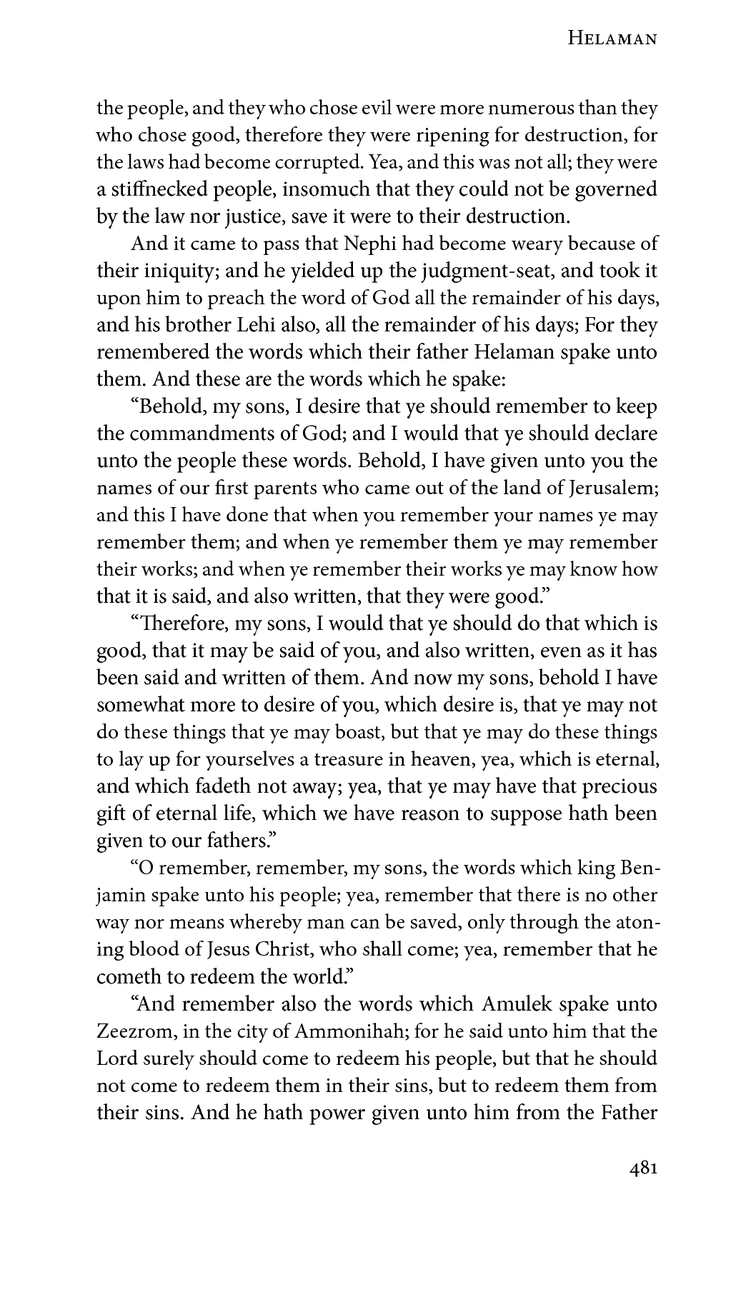 Helaman
the people, and they who chose evil were more numerous than they
who chose good, therefore they were ripening for destruction, for
the laws had become corrupted. Yea, and this was not all; they were
a stiffnecked people, insomuch that they could not be governed
by the law nor justice, save it were to their destruction.
And it came to pass that Nephi had become weary because of
their iniquity; and he yielded up the judgment-seat, and took it
upon him to preach the word of God all the remainder of his days,
and his brother Lehi also, all the remainder of his days; For they
remembered the words which their father Helaman spake unto
them. And these are the words which he spake:
“Behold, my sons, I desire that ye should remember to keep
the commandments of God; and I would that ye should declare
unto the people these words. Behold, I have given unto you the
names of our first parents who came out of the land of Jerusalem;
and this I have done that when you remember your names ye may
remember them; and when ye remember them ye may remember
their works; and when ye remember their works ye may know how
that it is said, and also written, that they were good.”
“Therefore, my sons, I would that ye should do that which is
good, that it may be said of you, and also written, even as it has
been said and written of them. And now my sons, behold I have
somewhat more to desire of you, which desire is, that ye may not
do these things that ye may boast, but that ye may do these things
to lay up for yourselves a treasure in heaven, yea, which is eternal,
and which fadeth not away; yea, that ye may have that precious
gift of eternal life, which we have reason to suppose hath been
given to our fathers.”
“O remember, remember, my sons, the words which king Ben-
jamin spake unto his people; yea, remember that there is no other
way nor means whereby man can be saved, only through the aton-
ing blood of Jesus Christ, who shall come; yea, remember that he
cometh to redeem the world.”
“And remember also the words which Amulek spake unto
Zeezrom, in the city of Ammonihah; for he said unto him that the
Lord surely should come to redeem his people, but that he should
not come to redeem them in their sins, but to redeem them from
their sins. And he hath power given unto him from the Father
481